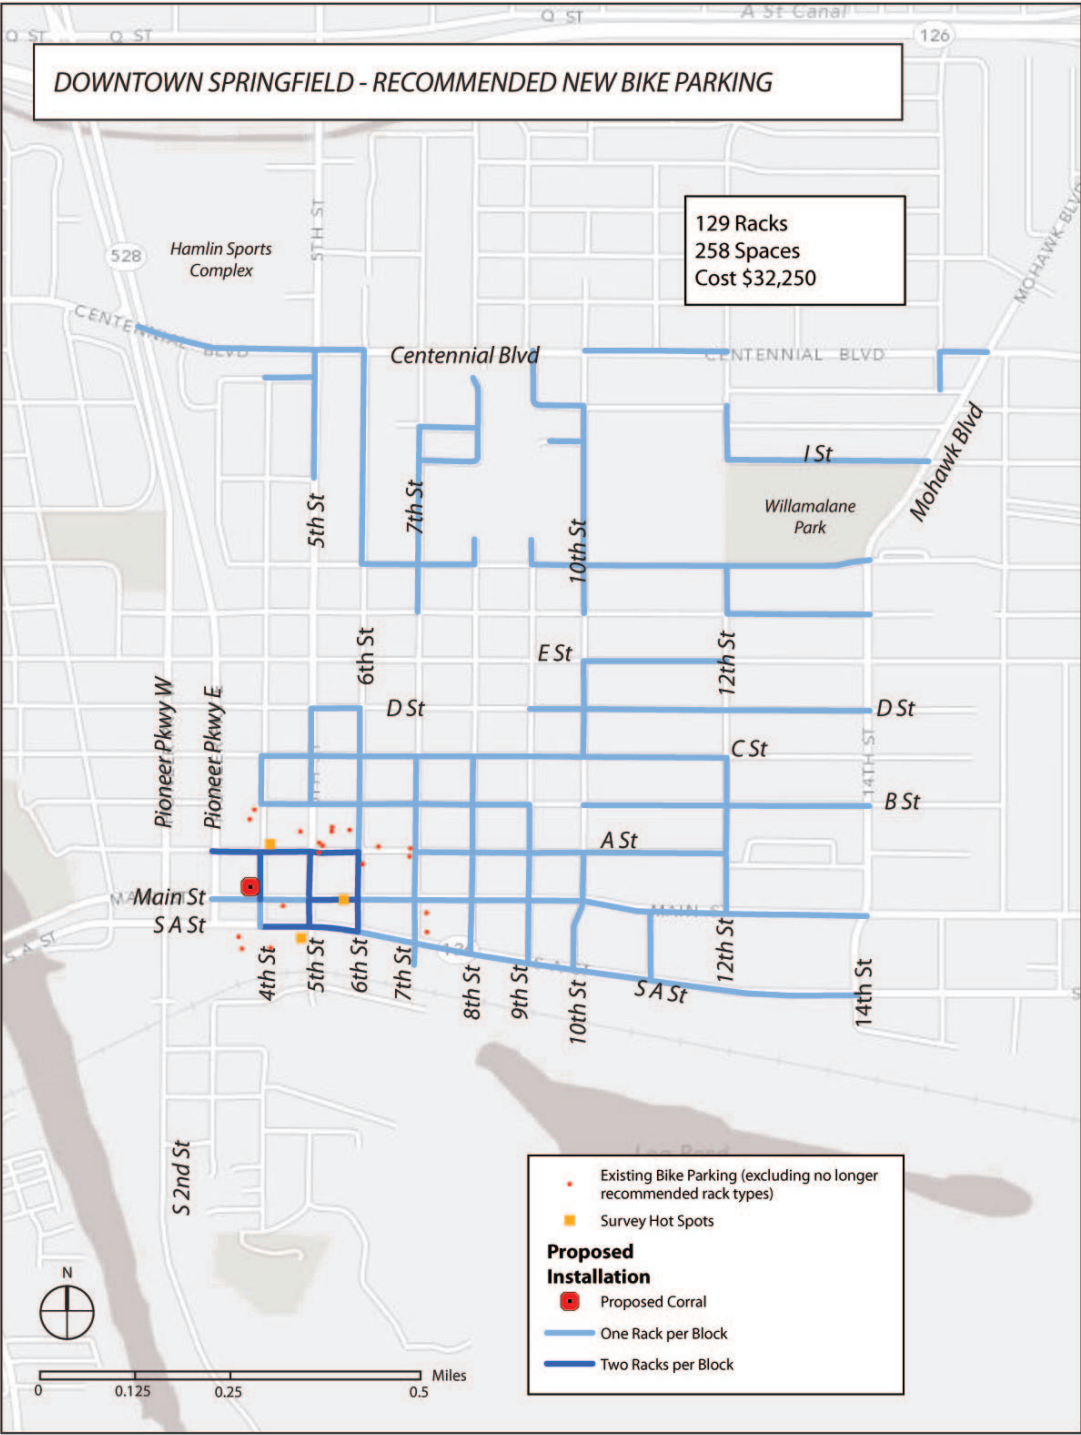 Q ST
A St Canal
Q ST
Q ST
126
DOWNTOWN SPRINGFIELD - RECOMMENDED NEW BIKE PARKING
129 Racks
258 Spaces
Cost $32,250
5TH ST
MOHAWK BLVD
528
Hamlin Sports
Complex
CENTENNIAL BLVD
Centennial Blvd
CENTENNIAL BLVD
Mohawk Blvd
I St
Willamalane
Park
5th St
7th St
10th St
6th St
E St
12th St
Pioneer Pkwy W
Pioneer Pkwy E
D St
D St
C St
14TH ST
B St
A St
Main St
MAIN ST
S A St
S A ST
4th St
5th St
6th St
7th St
8th St
9th St
10th St
S A St
12th St
14th St
S 2nd St
Existing Bike Parking (excluding no longer
recommended rack types)
Survey Hot Spots
Proposed
Installation
Proposed Corral
One Rack per Block
Two Racks per Block
N
Miles
0
0.125
0.25
0.5